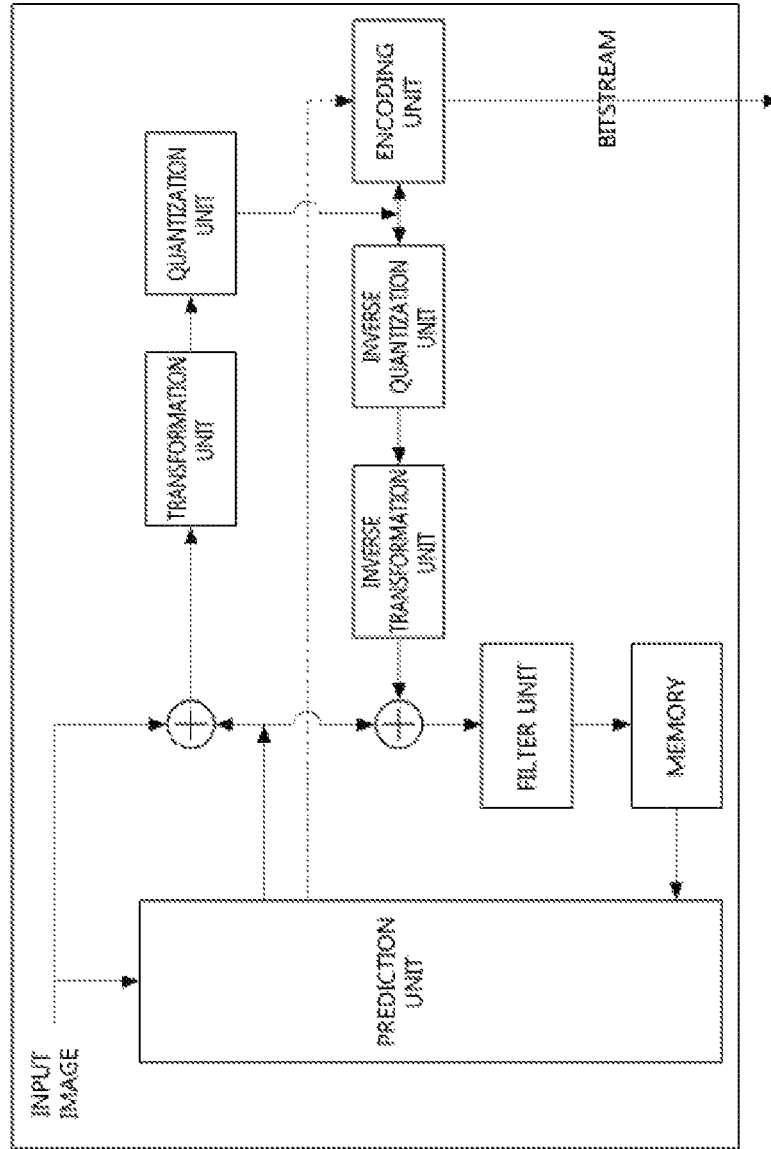 INPUT
IMAGE
PREDICTION
UNIT
TRANSFORMATION
UNIT
QUANTIZATION
UNIT
INVERSE
TRANSFORMATION
UNIT
INVERSE
QUANTIZATION
UNIT
ENCODING
UNIT
FILTER UNIT
MEMORY
BITSTREAM